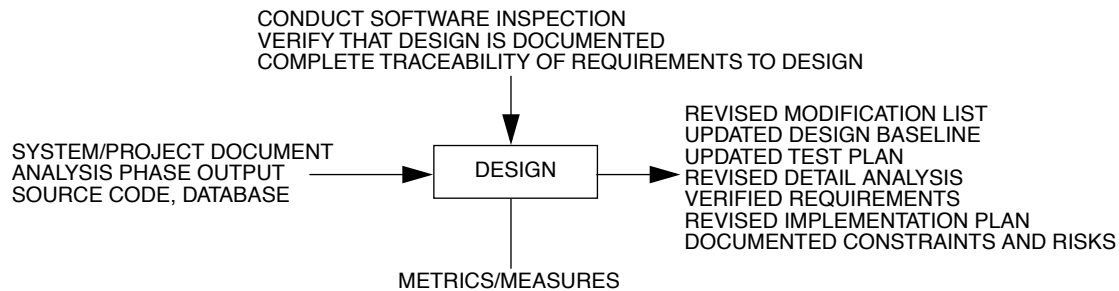 CONDUCT SOFTWARE INSPECTION
VERIFY THAT DESIGN IS DOCUMENTED
COMPLETE TRACEABILITY OF REQUIREMENTS TO DESIGN
SYSTEM/PROJECT DOCUMENT
ANALYSIS PHASE OUTPUT
SOURCE CODE, DATABASE
DESIGN
REVISED MODIFICATION LIST
UPDATED DESIGN BASELINE
UPDATED TEST PLAN
REVISED DETAIL ANALYSIS
VERIFIED REQUIREMENTS
REVISED IMPLEMENTATION PLAN
DOCUMENTED CONSTRAINTS AND RISKS
METRICS/MEASURES